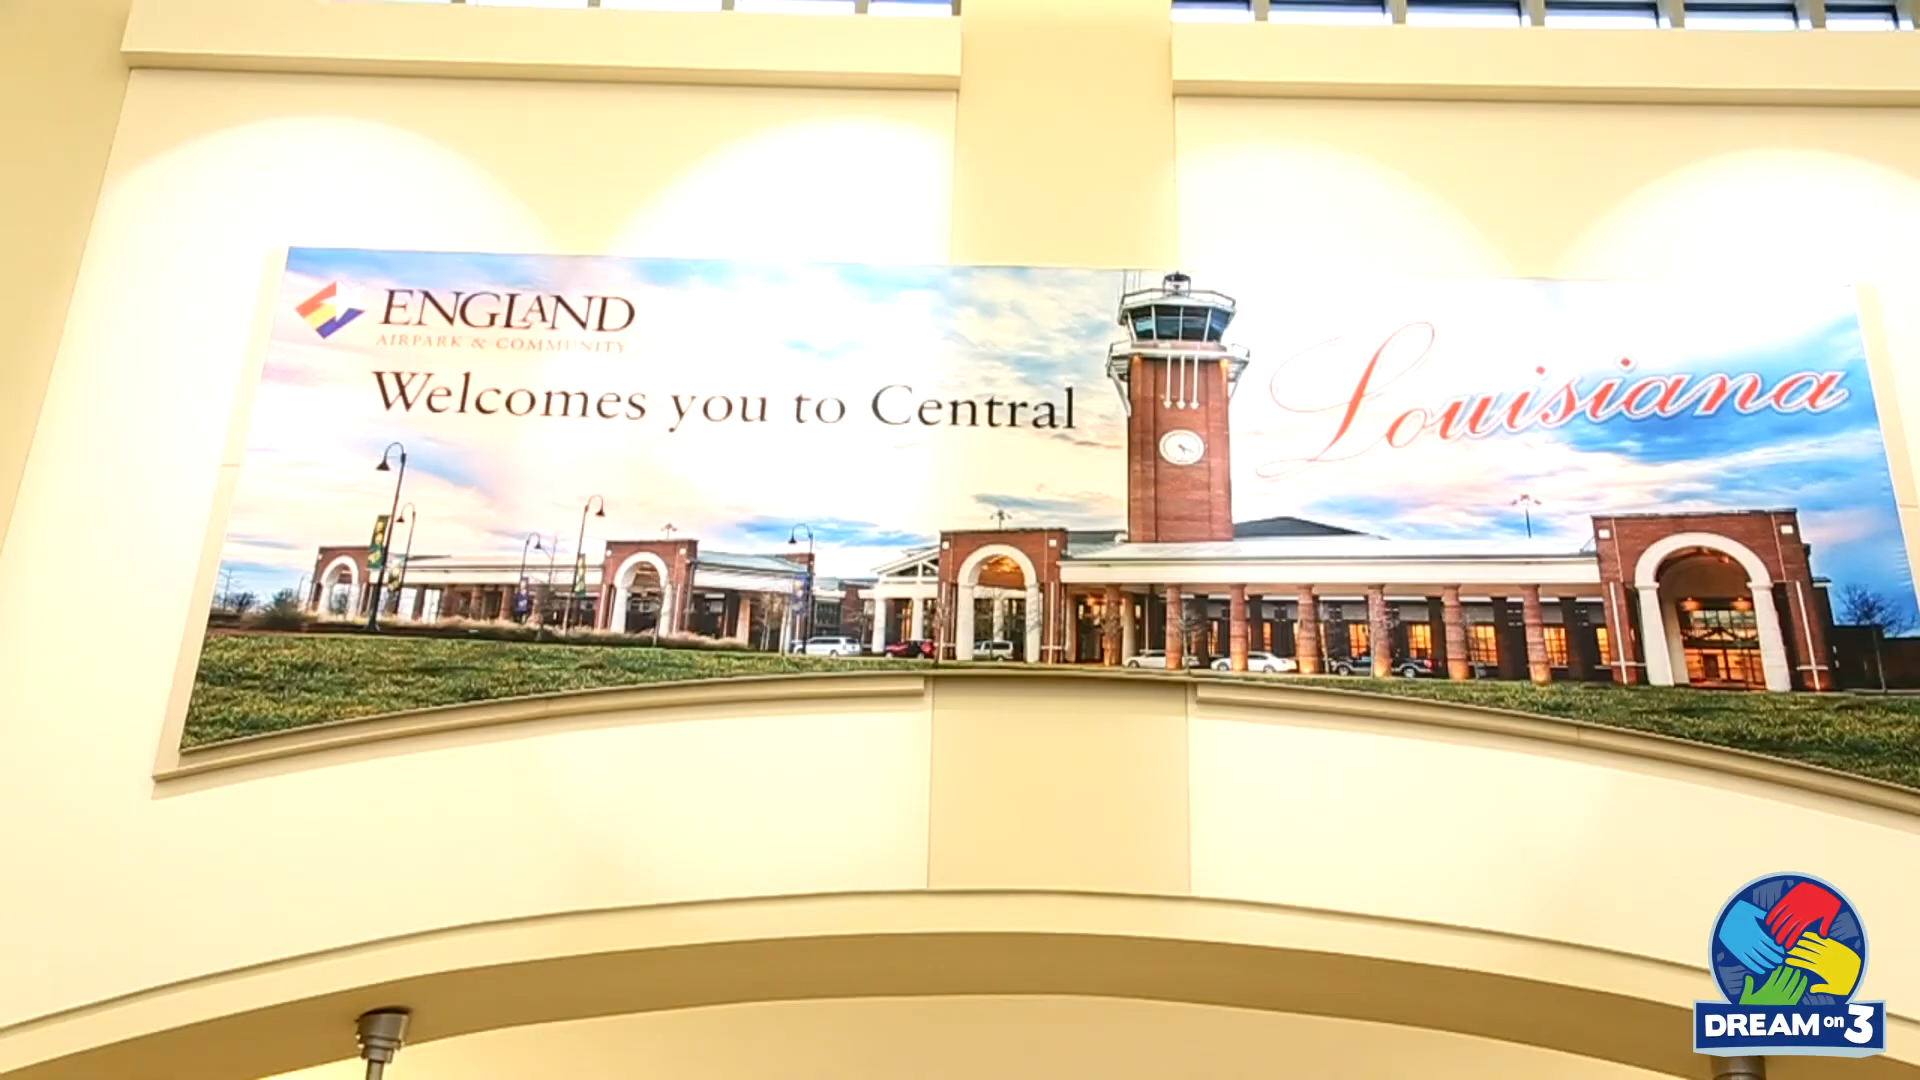 ENGLAND
AIRPARK & COMMUNITY
Welcomes you to Central
Louisiana
DREAM on 3